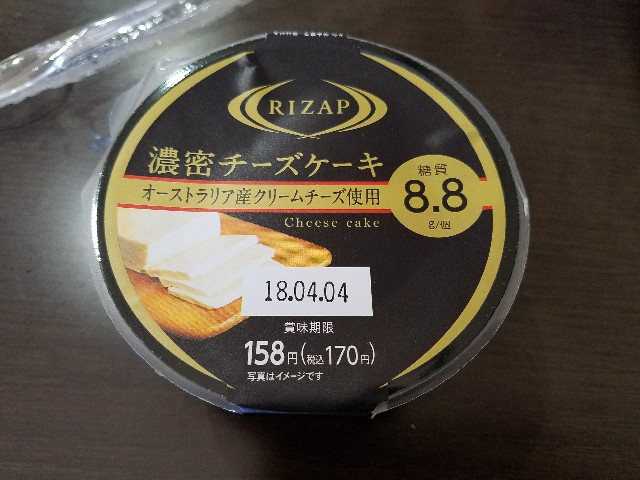 RIZAP
濃密チーズケーキ
オーストラリア産クリームチーズ使用
Cheese cake
糖質
8.8
g/個
18.04.04
賞味期限
158円(税込170円)
写真はイメージです